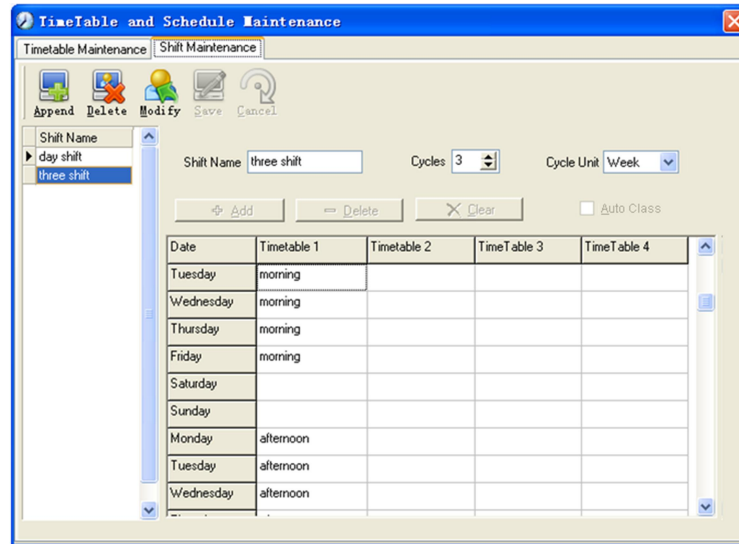 TimeTable and Schedule Maintenance
Timetable Maintenance Shift Maintenance
Append Delete Modify Save Cancel
Shift Name
day shift
three shift
Shift Name three shift Cycles 3 Cycle Unit Week
Add Delete Clear Auto Class
Date Timetable 1 Timetable 2 TimeTable 3 TimeTable 4
Tuesday morning
Wednesday morning
Thursday morning
Friday morning
Saturday
Sunday
Monday afternoon
Tuesday afternoon
Wednesday afternoon